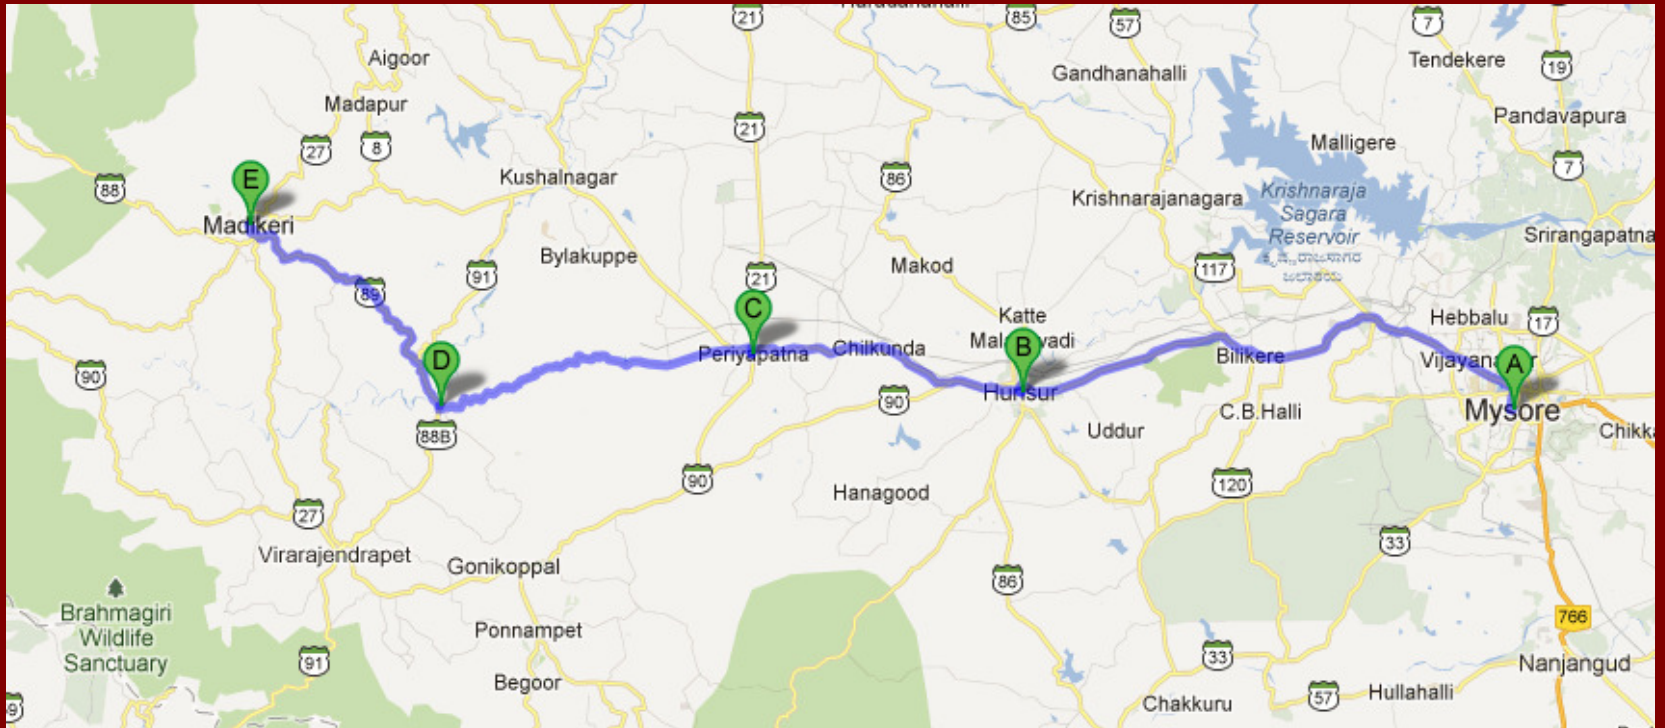 21
85
57
7
Tendekere
19
Aigoor
Gandhanahalli
Madapur
Pandavapura
27
8
21
Malligere
7
88
E
Kushalnagar
86
Krishnarajanagara
Krishnaraja
Sagara
Reservoir
Madikeri
Srirangapatna
Bylakuppe
Makod
91
21
117
89
C
Katte
Hebbalu
17
B
Periyapatna
Chilkunda
Bilikere
D
A
90
90
Hunsur
Mysore
C.B.Halli
88B
Uddur
Chikka
90
Hanagood
120
27
33
Virarajendrapet
Gonikoppal
86
Brahmagiri
Wildlife
Sanctuary
766
Ponnampet
91
33
Nanjangud
Begoor
57
Hullahalli
Chakkuru